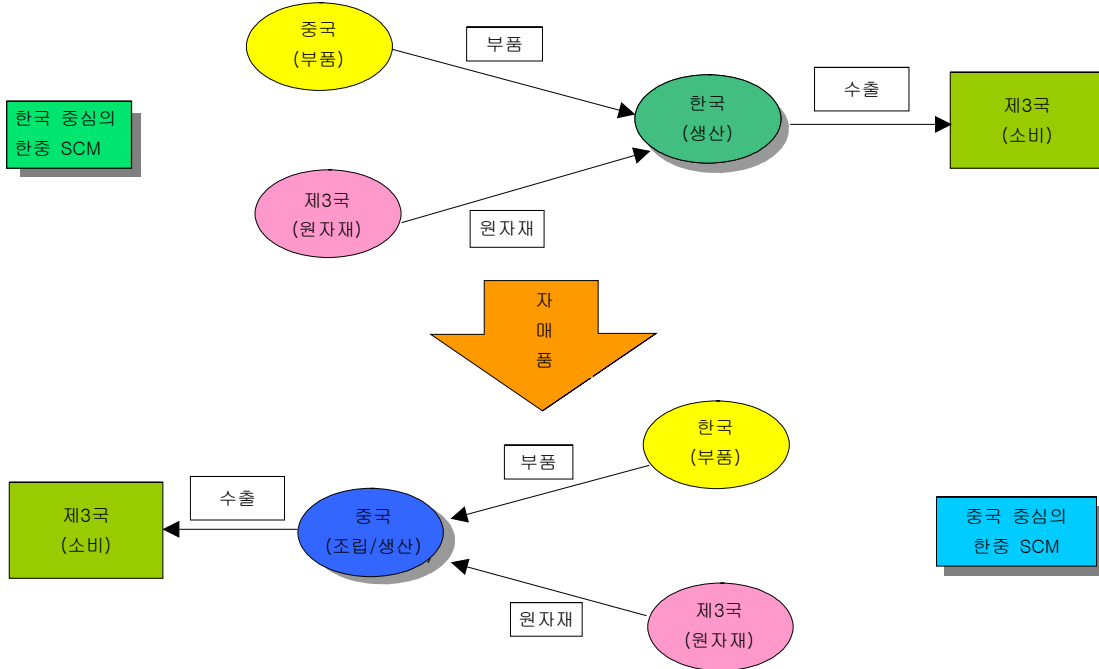 중국
(부품)
부품
한국
(생산)
수출
제3국
(소비)
한국 중심의
한중 SCM
제3국
(원자재)
원자재
자
매
품
한국
(부품)
부품
수출
제3국
(소비)
중국
(조립/생산)
중국 중심의
한중 SCM
원자재
제3국
(원자재)